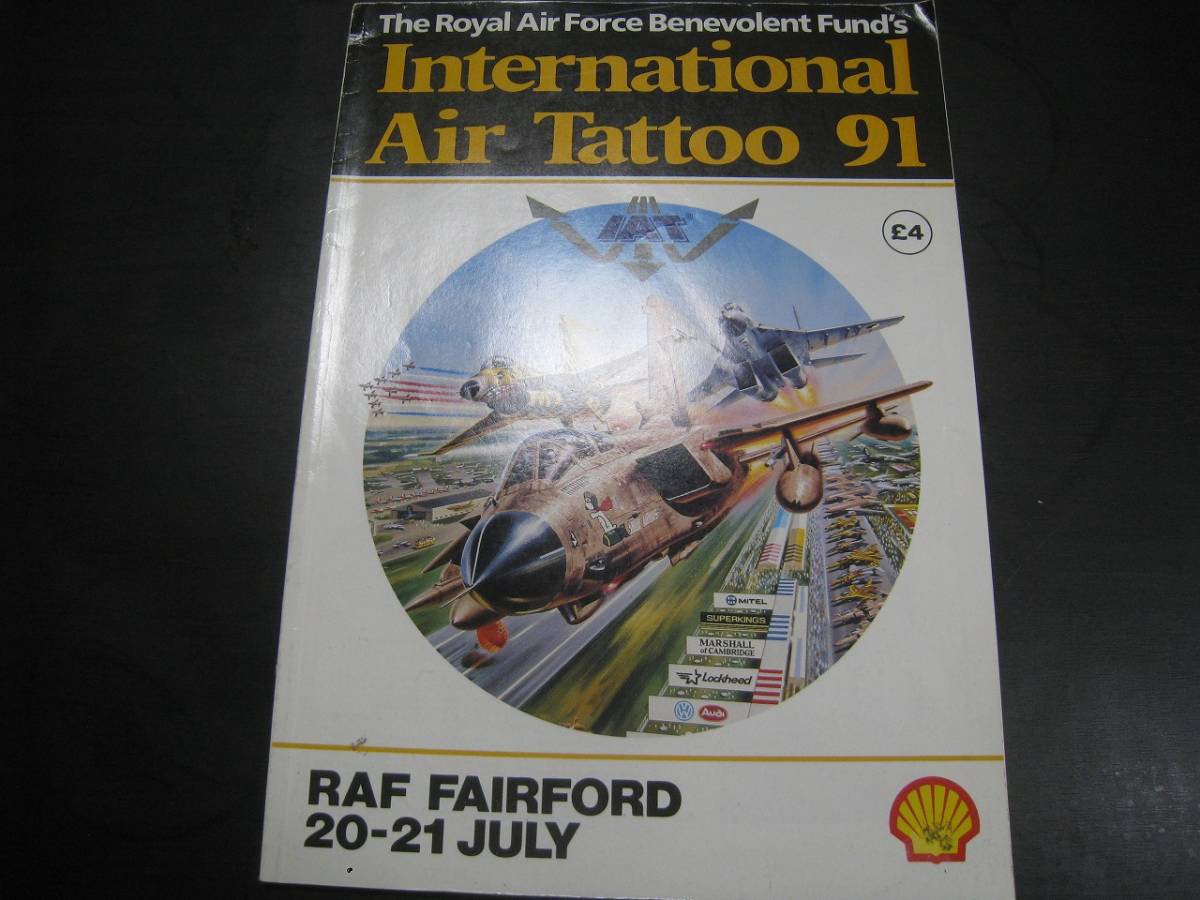 The Royal Air Force Benevolent Fund's
International
Air Tattoo 91
IAT
£4
MITEL
SUPERKINGS
MARSHALL
of CAMBRIDGE
Lockheed
Audi
RAF FAIRFORD
20-21 JULY